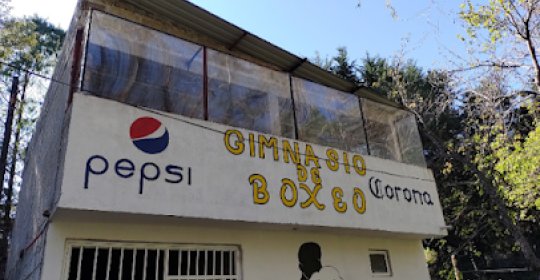 pepsi
GIMNASIO
DE
BOXEO
Corona